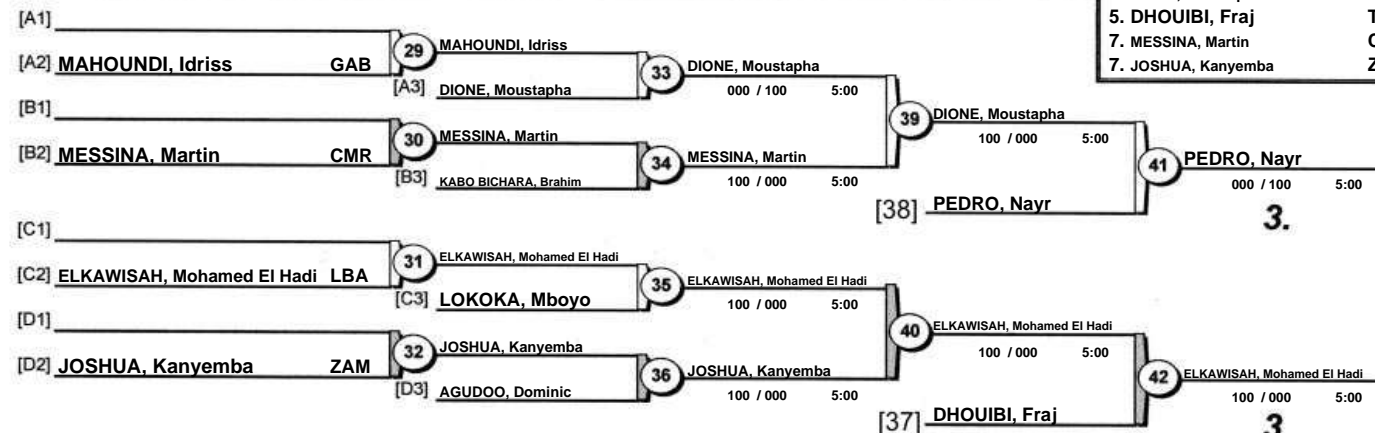 5. DHOUIBI, Fraj
7. MESSINA, Martin
7. JOSHUA, Kanyemba
[A1]
[A2] MAHOUNDI, Idriss GAB
29
MAHOUNDI, Idriss
[A3] DIONE, Moustapha
33
DIONE, Moustapha
000 / 100 5:00
[B1]
[B2] MESSINA, Martin CMR
30
MESSINA, Martin
[B3] KABO BICHARA, Brahim
34
MESSINA, Martin
100 / 000 5:00
39
DIONE, Moustapha
100 / 000 5:00
[38] PEDRO, Nayr
41
PEDRO, Nayr
000 / 100 5:00
3.
[C1]
[C2] ELKAWISAH, Mohamed El Hadi LBA
31
ELKAWISAH, Mohamed El Hadi
[C3] LOKOKA, Mboyo
35
ELKAWISAH, Mohamed El Hadi
100 / 000 5:00
[D1]
[D2] JOSHUA, Kanyemba ZAM
32
JOSHUA, Kanyemba
[D3] AGUDOO, Dominic
36
JOSHUA, Kanyemba
100 / 000 5:00
40
ELKAWISAH, Mohamed El Hadi
100 / 000 5:00
[37] DHOUIBI, Fraj
42
ELKAWISAH, Mohamed El Hadi
100 / 000 5:00
3